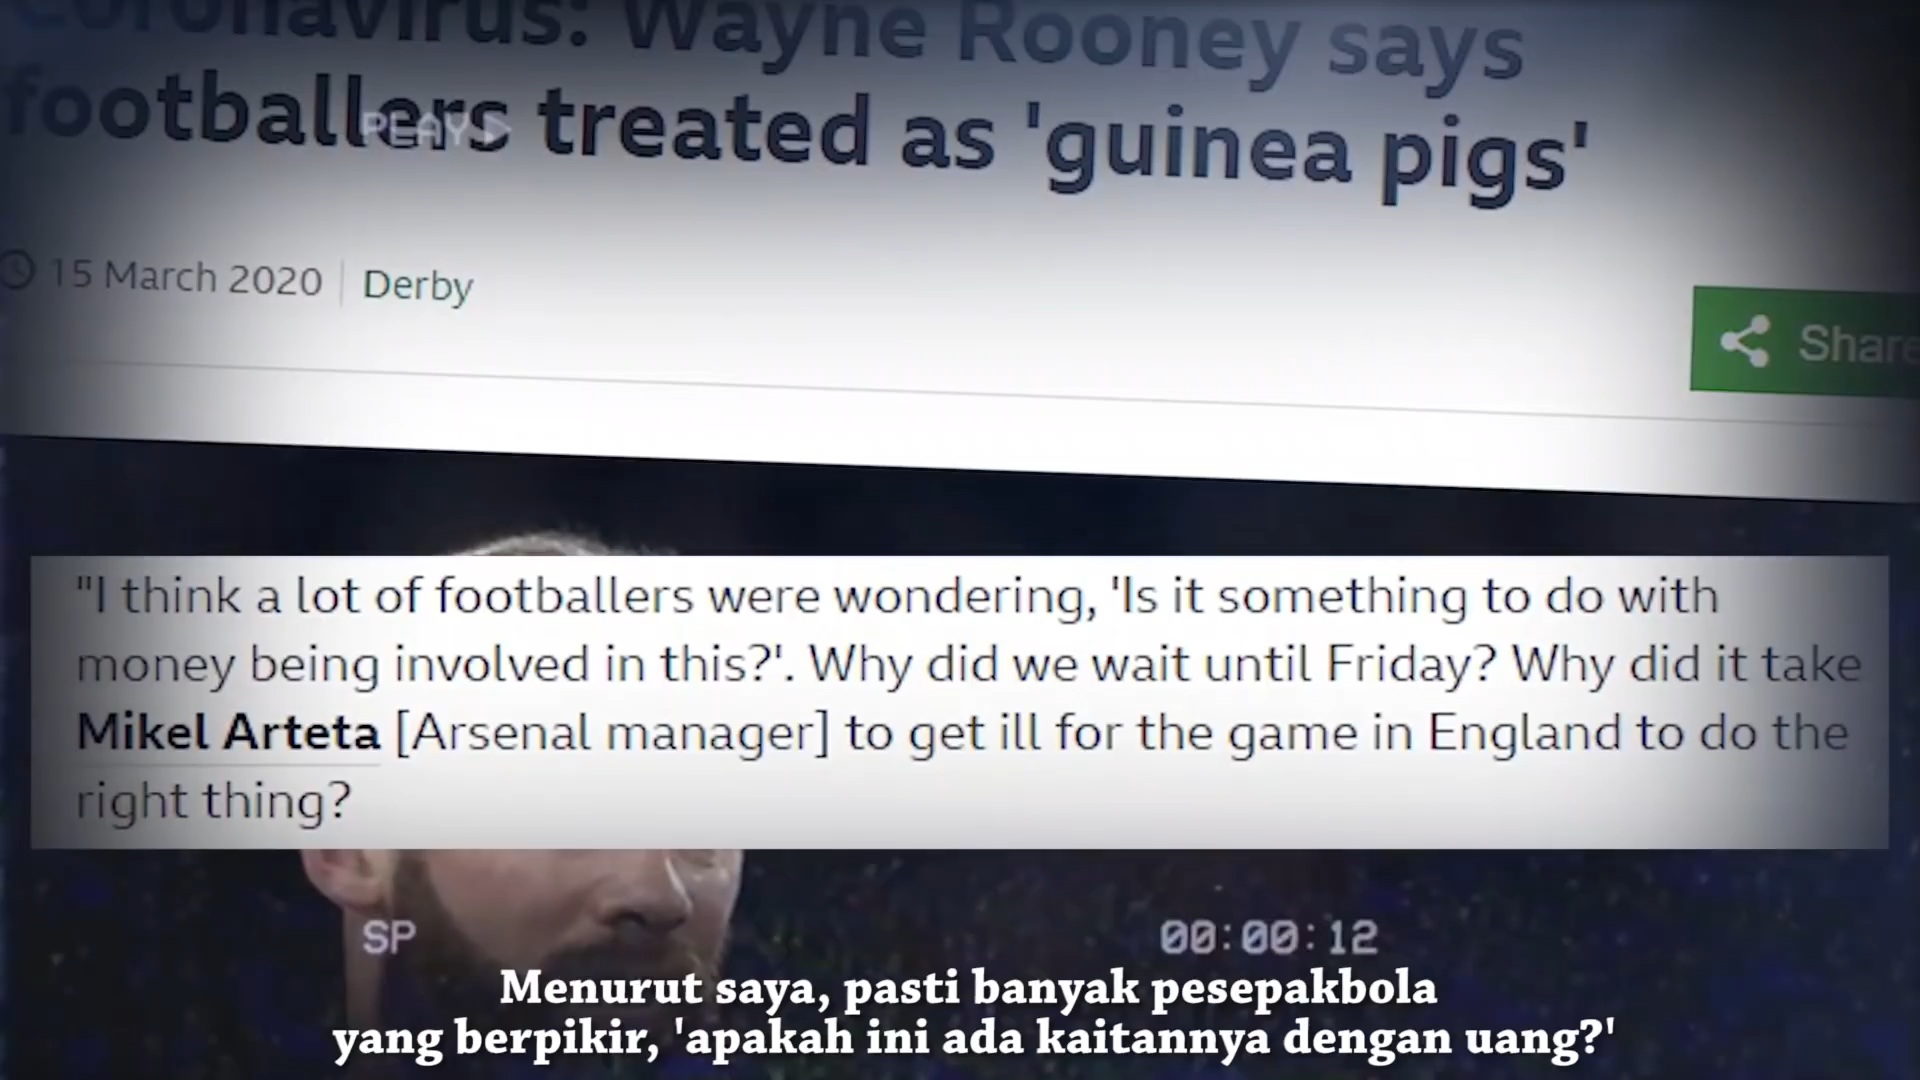 Coronavirus: Wayne Rooney says
footballers treated as 'guinea pigs'
PLAY
15 March 2020
Derby
Share
"I think a lot of footballers were wondering, 'Is it something to do with
money being involved in this?'. Why did we wait until Friday? Why did it take
Mikel Arteta [Arsenal manager] to get ill for the game in England to do the
right thing?
SP
00:00:12
Menurut saya, pasti banyak pesepakbola
yang berpikir, 'apakah ini ada kaitannya dengan uang?'